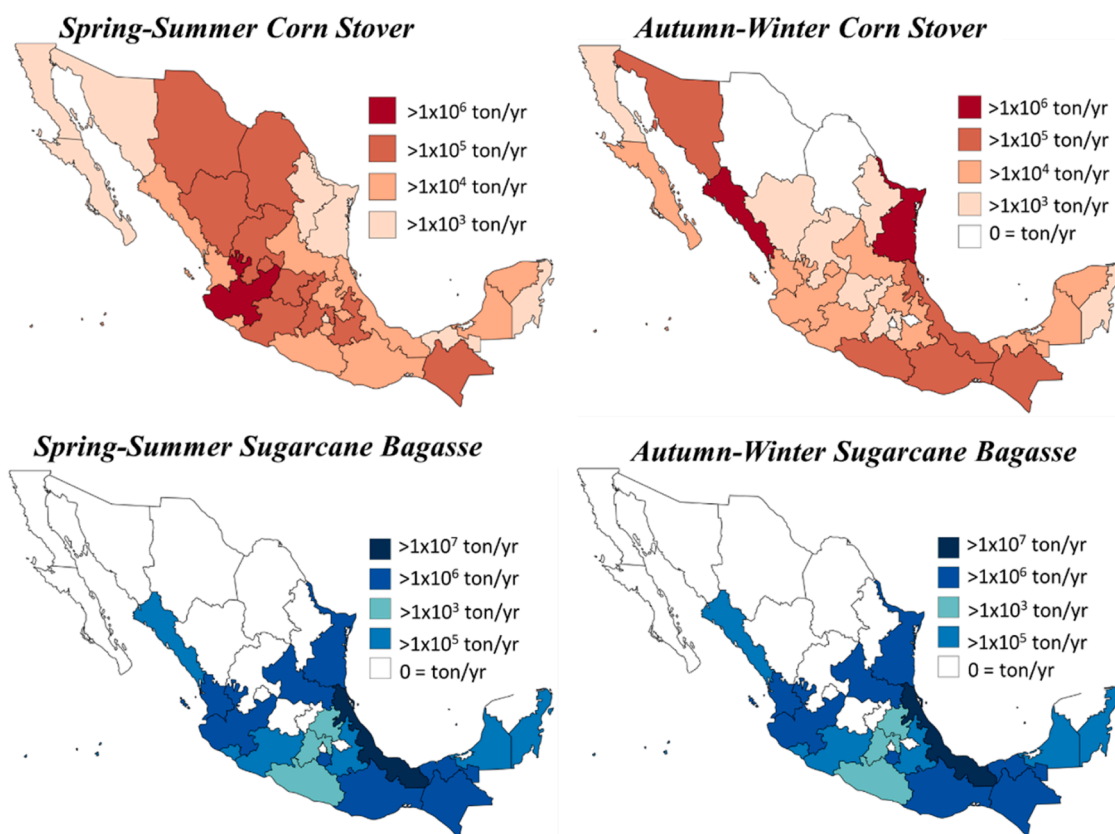 Spring-Summer Corn Stover
>1x10⁶ ton/yr
>1x10⁵ ton/yr
>1x10⁴ ton/yr
>1x10³ ton/yr
Autumn-Winter Corn Stover
>1x10⁶ ton/yr
>1x10⁵ ton/yr
>1x10⁴ ton/yr
>1x10³ ton/yr
0 = ton/yr
Spring-Summer Sugarcane Bagasse
>1x10⁷ ton/yr
>1x10⁶ ton/yr
>1x10³ ton/yr
>1x10⁵ ton/yr
0 = ton/yr
Autumn-Winter Sugarcane Bagasse
>1x10⁷ ton/yr
>1x10⁶ ton/yr
>1x10³ ton/yr
>1x10⁵ ton/yr
0 = ton/yr